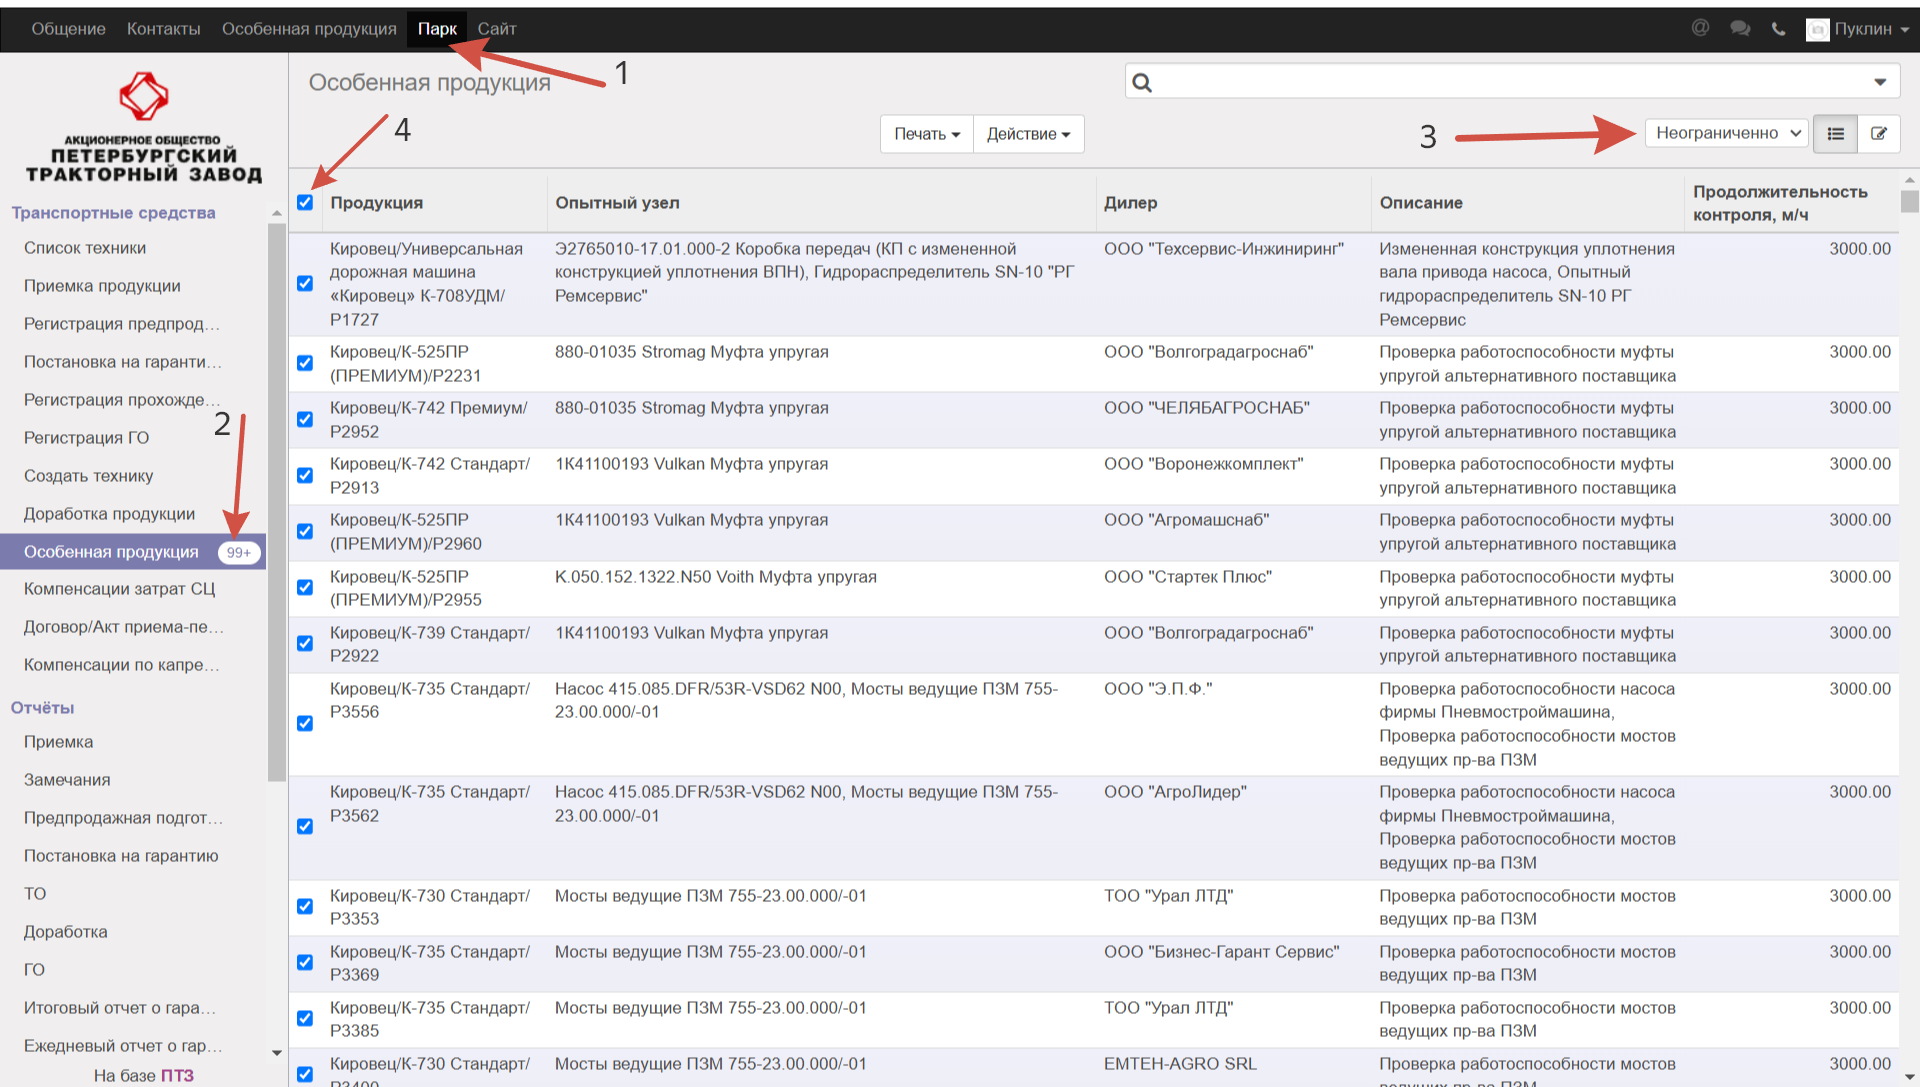 Общение Контакты Особенная продукция Парк Сайт @ Пуклин
1
АКЦИОНЕРНОЕ ОБЩЕСТВО
ПЕТЕРБУРГСКИЙ
ТРАКТОРНЫЙ ЗАВОД
Транспортные средства
Список техники
Приемка продукции
Регистрация предпрод…
Постановка на гаранти…
Регистрация прохожде…
2
Регистрация ГО
Создать технику
Доработка продукции
Особенная продукция 99+
Компенсации затрат СЦ
Договор/Акт приема-пе…
Компенсации по капре…
Отчёты
Приемка
Замечания
Предпродажная подгот…
Постановка на гарантию
ТО
Доработка
ГО
Итоговый отчет о гара…
Ежедневый отчет о гар…
На базе ПТЗ
Особенная продукция
4
Печать Действие
3
Неограниченно
Продукция Опытный узел Дилер Описание Продолжительность
контроля, м/ч
Кировец/Универсальная Э2765010-17.01.000-2 Коробка передач (КП с измененной ООО "Техсервис-Инжиниринг" Измененная конструкция уплотнения 3000.00
дорожная машина конструкцией уплотнения ВПН), Гидрораспределитель SN-10 "РГ вала привода насоса, Опытный
«Кировец» К-708УДМ/ Ремсервис" гидрораспределитель SN-10 РГ
Р1727 Ремсервис
Кировец/К-525ПР 880-01035 Stromag Муфта упругая ООО "Волгоградагроснаб" Проверка работоспособности муфты 3000.00
(ПРЕМИУМ)/Р2231 упругой альтернативного поставщика
Кировец/К-742 Премиум/ 880-01035 Stromag Муфта упругая ООО "ЧЕЛЯБАГРОСНАБ" Проверка работоспособности муфты 3000.00
Р2952 упругой альтернативного поставщика
Кировец/К-742 Стандарт/ 1К41100193 Vulkan Муфта упругая ООО "Воронежкомплект" Проверка работоспособности муфты 3000.00
Р2913 упругой альтернативного поставщика
Кировец/К-525ПР 1К41100193 Vulkan Муфта упругая ООО "Агромашснаб" Проверка работоспособности муфты 3000.00
(ПРЕМИУМ)/Р2960 упругой альтернативного поставщика
Кировец/К-525ПР K.050.152.1322.N50 Voith Муфта упругая ООО "Стартек Плюс" Проверка работоспособности муфты 3000.00
(ПРЕМИУМ)/Р2955 упругой альтернативного поставщика
Кировец/К-739 Стандарт/ 1К41100193 Vulkan Муфта упругая ООО "Волгоградагроснаб" Проверка работоспособности муфты 3000.00
Р2922 упругой альтернативного поставщика
Кировец/К-735 Стандарт/ Насос 415.085.DFR/53R-VSD62 N00, Мосты ведущие ПЗМ 755- ООО "Э.П.Ф." Проверка работоспособности насоса 3000.00
Р3556 23.00.000/-01 фирмы Пневмостроймашина,
Проверка работоспособности мостов
ведущих пр-ва ПЗМ
Кировец/К-735 Стандарт/ Насос 415.085.DFR/53R-VSD62 N00, Мосты ведущие ПЗМ 755- ООО "АгроЛидер" Проверка работоспособности насоса 3000.00
Р3562 23.00.000/-01 фирмы Пневмостроймашина,
Проверка работоспособности мостов
ведущих пр-ва ПЗМ
Кировец/К-730 Стандарт/ Мосты ведущие ПЗМ 755-23.00.000/-01 ТОО "Урал ЛТД" Проверка работоспособности мостов 3000.00
Р3353 ведущих пр-ва ПЗМ
Кировец/К-735 Стандарт/ Мосты ведущие ПЗМ 755-23.00.000/-01 ООО "Бизнес-Гарант Сервис" Проверка работоспособности мостов 3000.00
Р3369 ведущих пр-ва ПЗМ
Кировец/К-735 Стандарт/ Мосты ведущие ПЗМ 755-23.00.000/-01 ТОО "Урал ЛТД" Проверка работоспособности мостов 3000.00
Р3385 ведущих пр-ва ПЗМ
Кировец/К-730 Стандарт/ Мосты ведущие ПЗМ 755-23.00.000/-01 EMTEH-AGRO SRL Проверка работоспособности мостов 3000.00